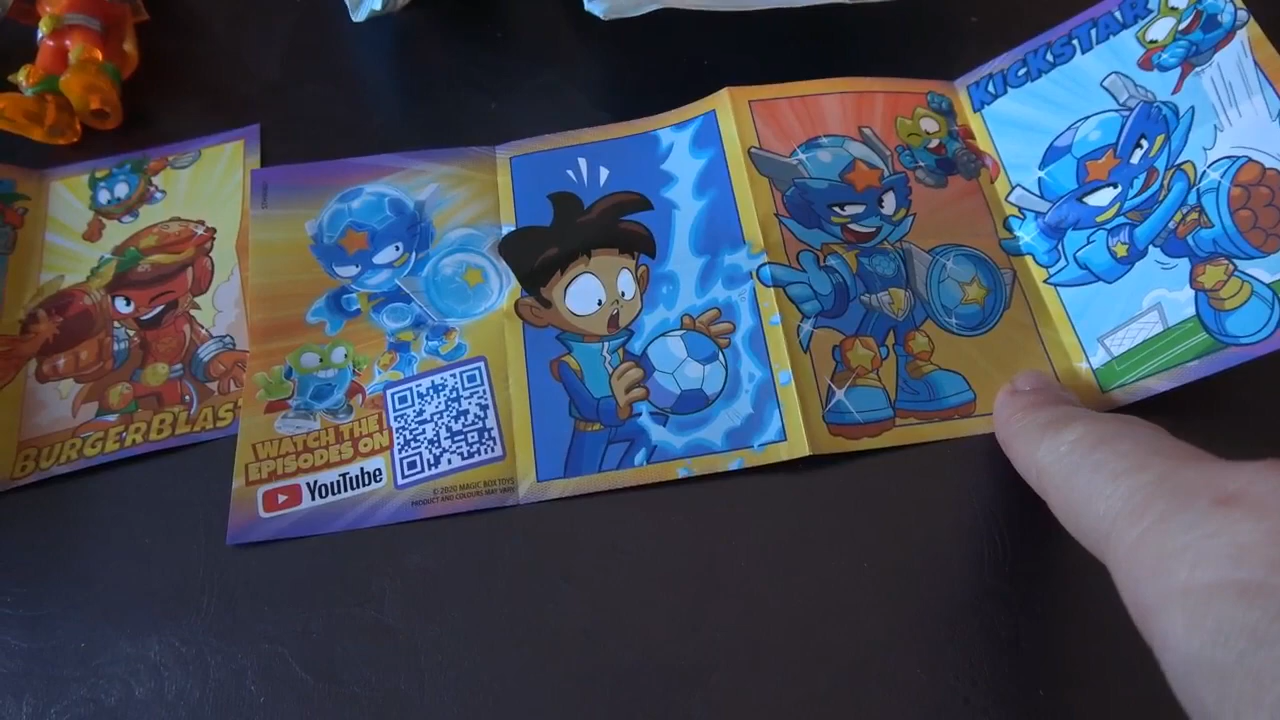 KICKSTAR
BURGERBLAS
WATCH THE
EPISODES ON
YouTube
© 2020 MAGIC BOX TOYS
PRODUCT AND COLOURS MAY VARY